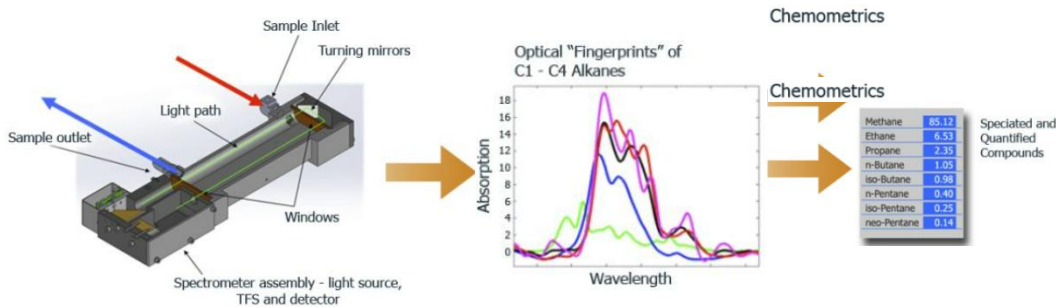 Sample Inlet
Turning mirrors
Light path
Sample outlet
Windows
Spectrometer assembly - light source,
TFS and detector
Optical “Fingerprints” of
C1 - C4 Alkanes
Absorption
18
16
14
12
10
8
6
4
2
0
Wavelength
Chemometrics
Chemometrics
Methane 85.12
Ethane 6.53
Propane 2.35
n-Butane 1.05
iso-Butane 0.98
n-Pentane 0.40
iso-Pentane 0.25
neo-Pentane 0.14
Speciated and
Quantified
Compounds